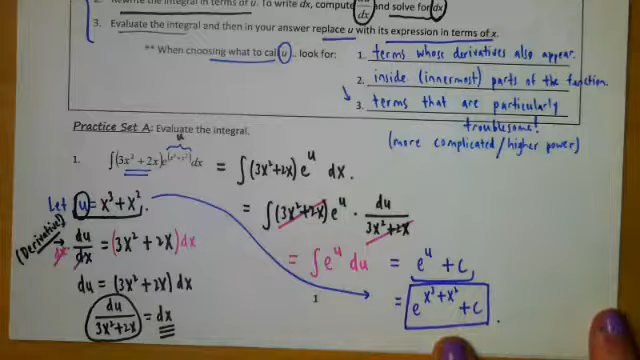 2. Rewrite the integral in terms of u. To write dx, compute du/dx and solve for dx
3. Evaluate the integral and then in your answer replace u with its expression in terms of x.
** When choosing what to call u.. look for:
1. terms whose derivatives also appear.
2. inside (innermost) parts of the function.
3. terms that are particularly
troublesome!
(more complicated/higher power)
Practice Set A: Evaluate the integral.
u
1. ∫(3x²+2x)e^(x³+x²)dx = ∫(3x²+2x)e^u dx.
Let u = x³+x².
= ∫(3x²+2x)e^u · du/(3x²+2x)
(Derivative) → dx du/dx = (3x²+2x)dx
= ∫e^u du = e^u + c
du = (3x²+2x)dx
= e^(x³+x²) + c.
du/(3x²+2x) = dx
1